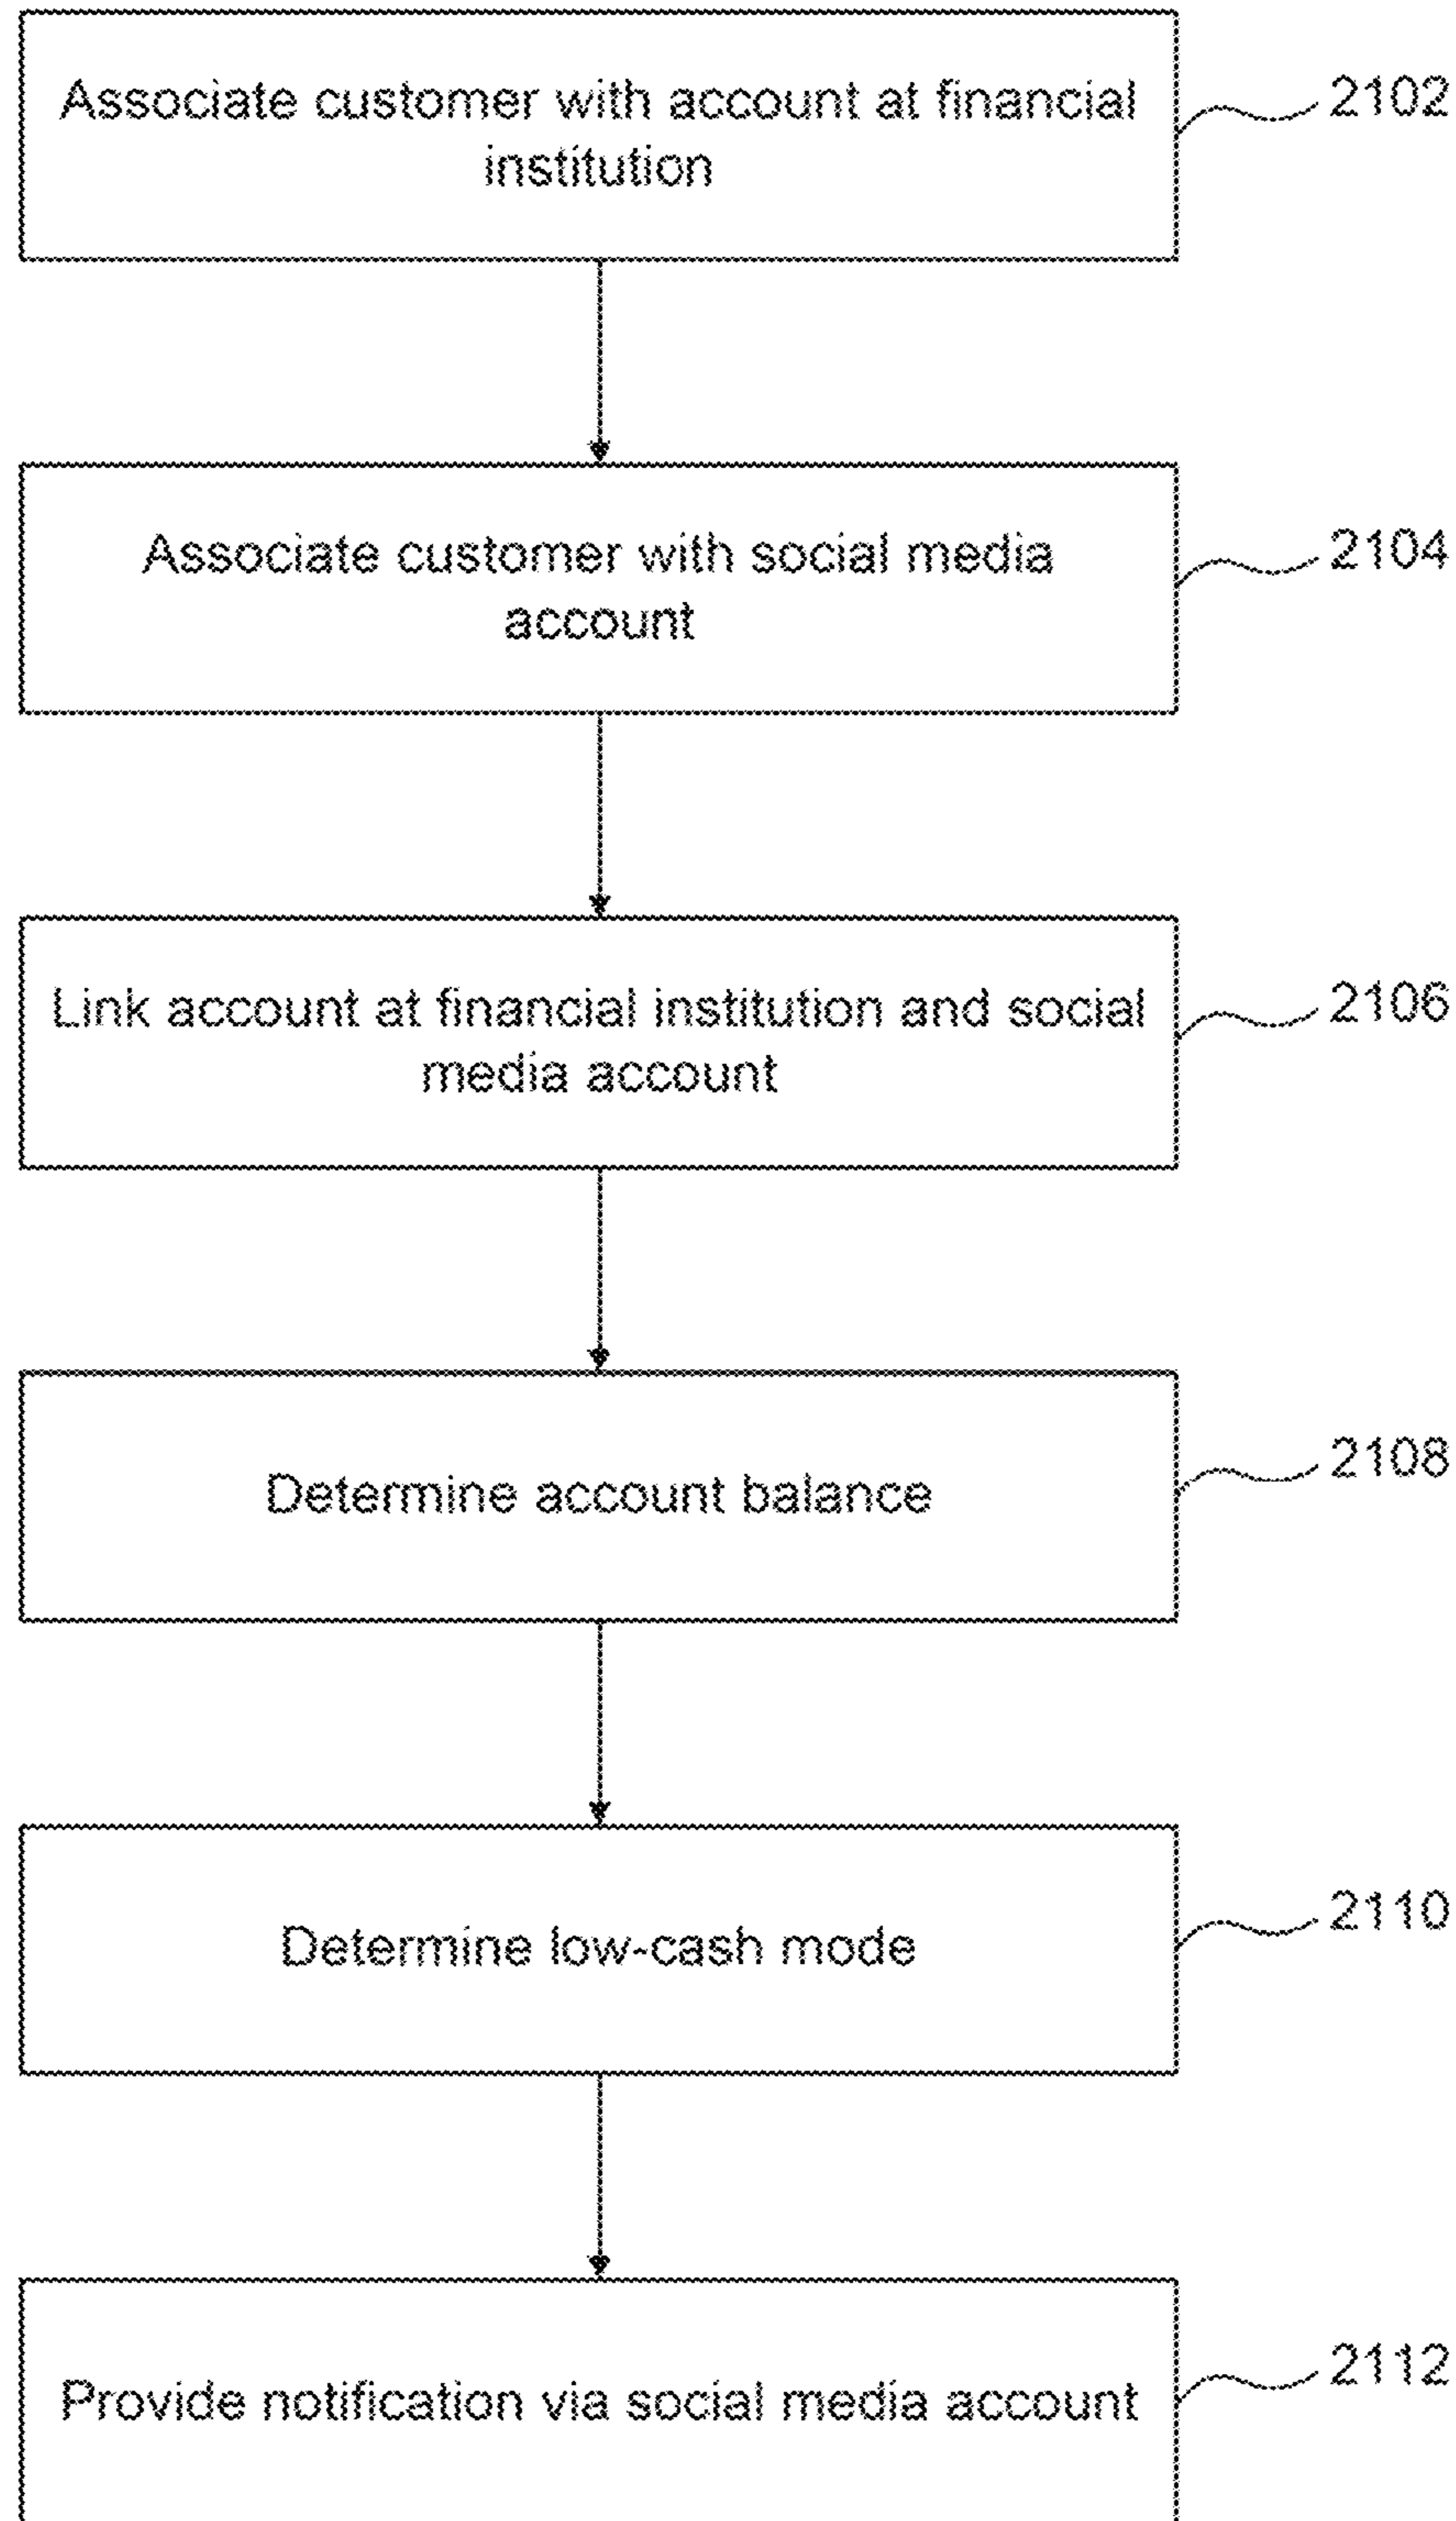 Associate customer with account at financial
institution
2102
Associate customer with social media
account
2104
Link account at financial institution and social
media account
2106
Determine account balance
2108
Determine low-cash mode
2110
Provide notification via social media account
2112